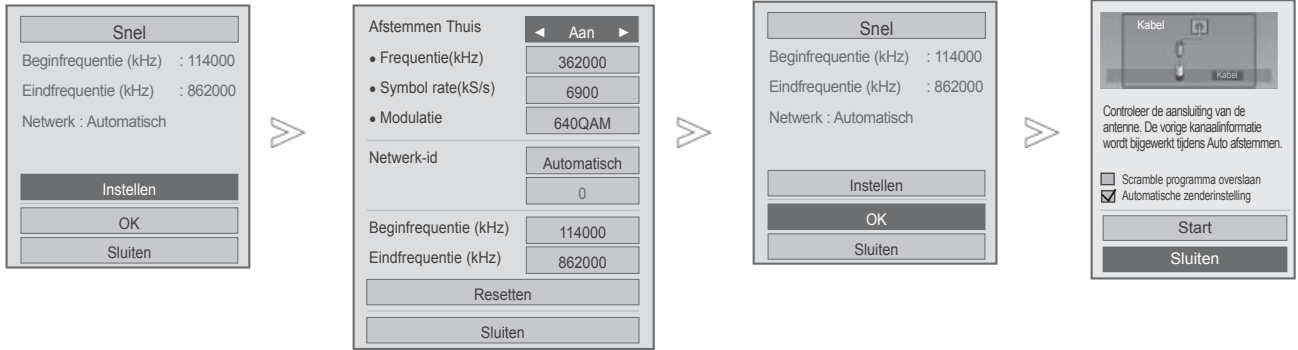 Snel
Beginfrequentie (kHz) : 114000
Eindfrequentie (kHz) : 862000
Netwerk : Automatisch
Instellen
OK
Sluiten
Afstemmen Thuis ◄ Aan ►
• Frequentie(kHz) 362000
• Symbol rate(kS/s) 6900
• Modulatie 640QAM
Netwerk-id Automatisch
0
Beginfrequentie (kHz) 114000
Eindfrequentie (kHz) 862000
Resetten
Sluiten
Snel
Beginfrequentie (kHz) : 114000
Eindfrequentie (kHz) : 862000
Netwerk : Automatisch
Instellen
OK
Sluiten
Kabel
Kabel
Controleer de aansluiting van de
antenne. De vorige kanaalinformatie
wordt bijgewerkt tijdens Auto afstemmen.
Scramble programma overslaan
Automatische zenderinstelling
Start
Sluiten